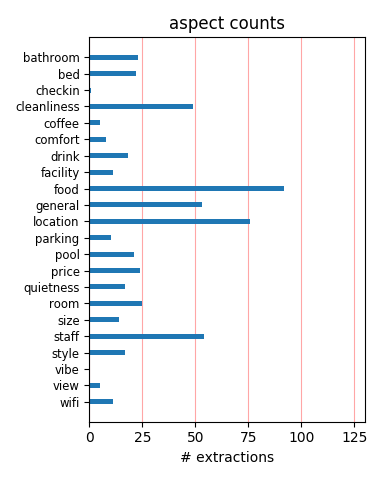 aspect counts
bathroom
bed
checkin
cleanliness
coffee
comfort
drink
facility
food
general
location
parking
pool
price
quietness
room
size
staff
style
vibe
view
wifi
0 25 50 75 100 125
# extractions